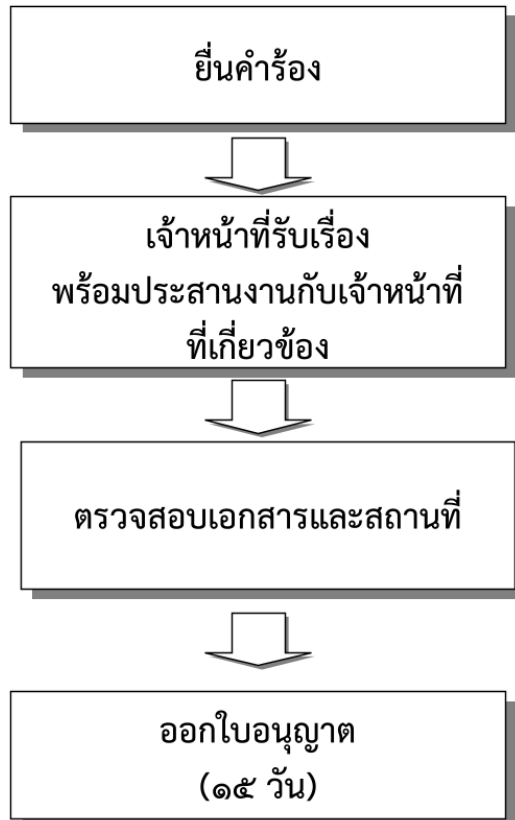 ยื่นคำร้อง
เจ้าหน้าที่รับเรื่อง
พร้อมประสานงานกับเจ้าหน้าที่
ที่เกี่ยวข้อง
ตรวจสอบเอกสารและสถานที่
ออกใบอนุญาต
(๑๕ วัน)